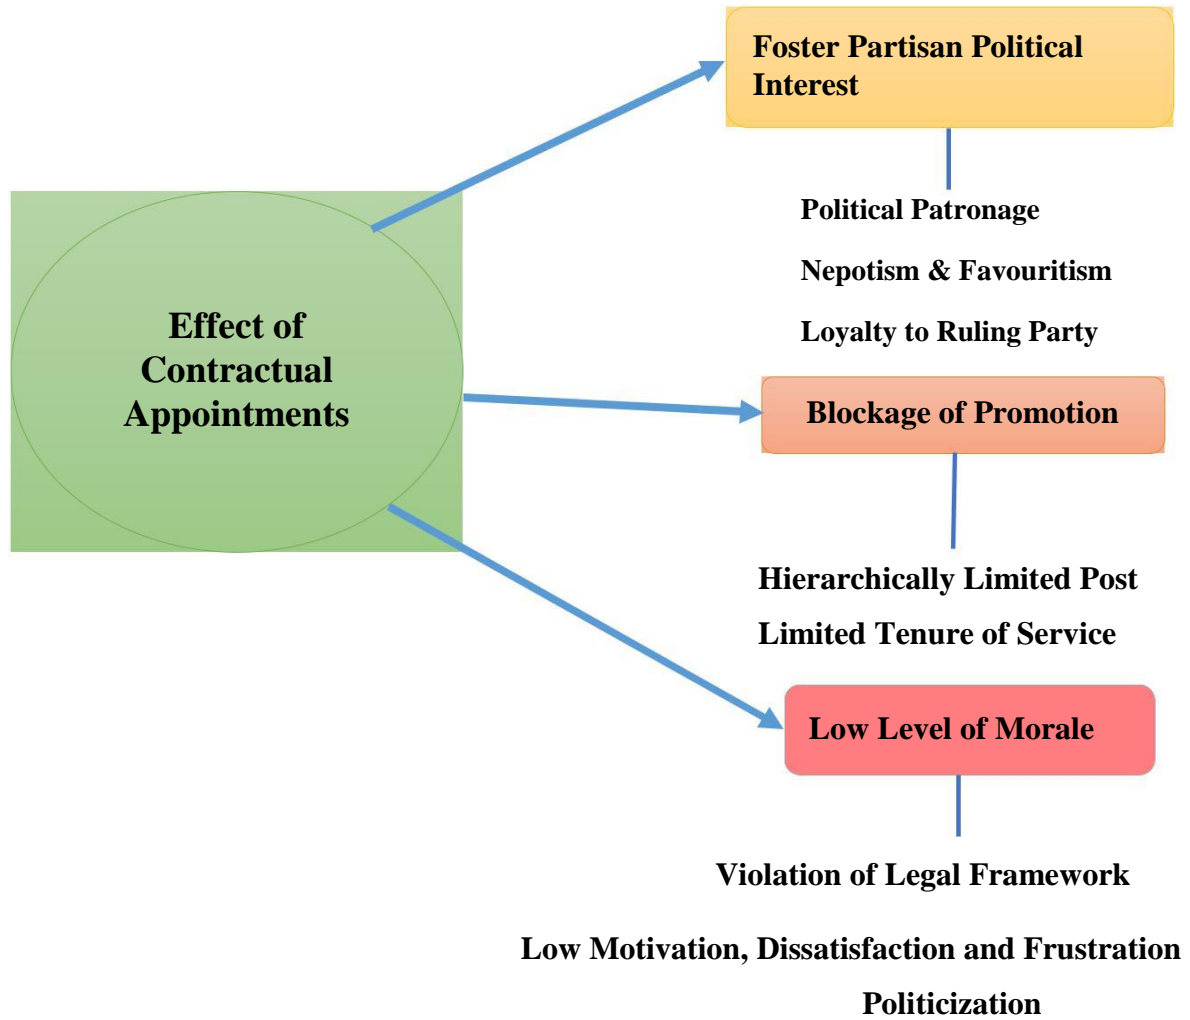 Foster Partisan Political
Interest
Political Patronage
Nepotism & Favouritism
Loyalty to Ruling Party
Effect of
Contractual
Appointments
Blockage of Promotion
Hierarchically Limited Post
Limited Tenure of Service
Low Level of Morale
Violation of Legal Framework
Low Motivation, Dissatisfaction and Frustration
Politicization